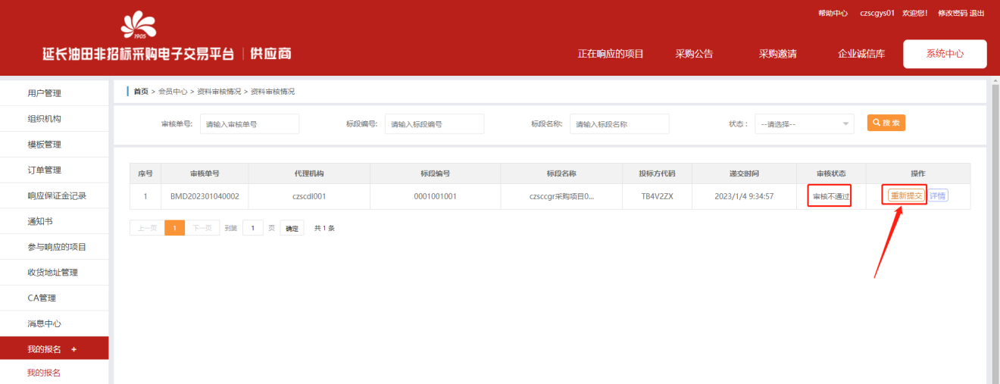 帮助中心 czscgys01 欢迎您! 修改密码 退出
1905
延长油田非招标采购电子交易平台 | 供应商
正在响应的项目 采购公告 采购邀请 企业诚信库 系统中心
用户管理
组织机构
模板管理
订单管理
响应保证金记录
通知书
参与响应的项目
收货地址管理
CA管理
消息中心
我的报名 +
我的报名
首页 > 会员中心 > 资料审核情况 > 资料审核情况
审核单号: 请输入审核单号 标段编号: 请输入标段编号 标段名称: 请输入标段名称 状态: --请选择-- 搜索
序号 审核单号 代理机构 标段编号 标段名称 投标方代码 递交时间 审核状态 操作
1 BMD202301040002 czscdl001 0001001001 czsccgr采购项目0... TB4V2ZX 2023/1/4 9:34:57 审核不通过 重新提交 详情
上一页 1 下一页 到第 1 页 确定 共 1 条